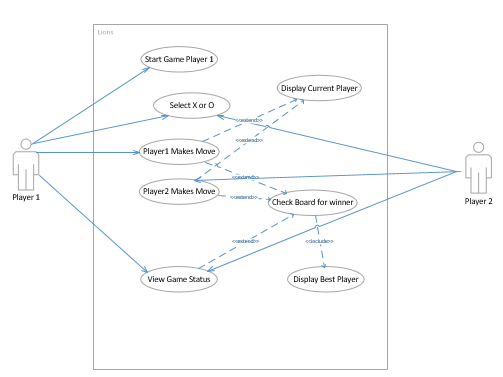 Lions
Start Game Player 1
Display Current Player
Select X or O
<<extend>>
<<extend>>
Player1 Makes Move
<<extend>>
Player2 Makes Move
<<extend>>
Check Board for winner
Player 1
Player 2
<<extend>>
<<include>>
View Game Status
Display Best Player